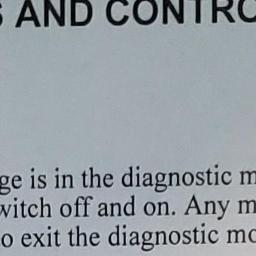 S AND CONTRO
ge is in the diagnostic m
witch off and on. Any m
o exit the diagnostic mo